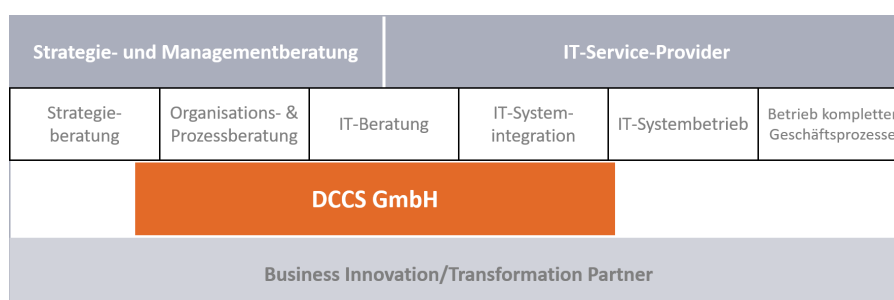 Strategie- und Managementberatung
IT-Service-Provider
Strategie-
beratung
Organisations- &
Prozessberatung
IT-Beratung
IT-System-
integration
IT-Systembetrieb
Betrieb kompletter
Geschäftsprozesse
DCCS GmbH
Business Innovation/Transformation Partner